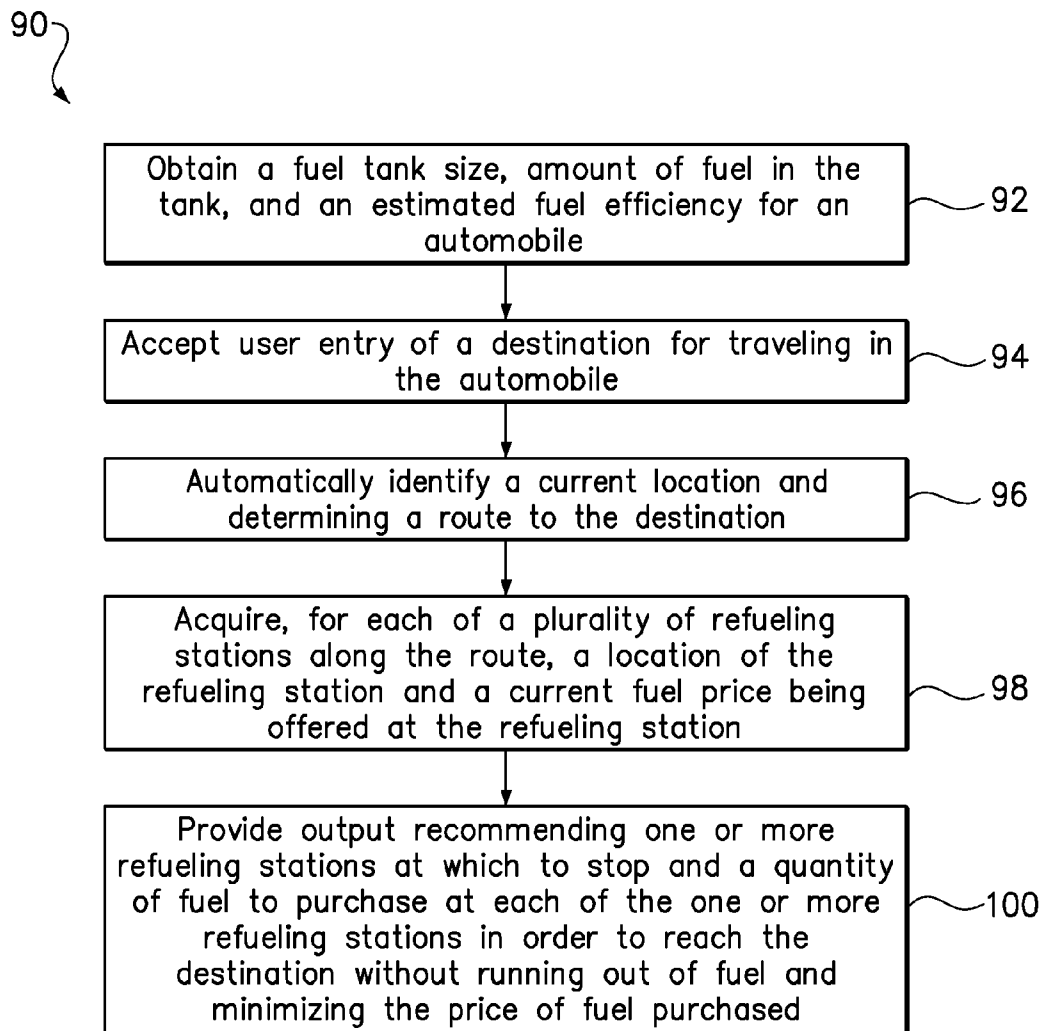 90
Obtain a fuel tank size, amount of fuel in the
tank, and an estimated fuel efficiency for an
automobile
92
Accept user entry of a destination for traveling in
the automobile
94
Automatically identify a current location and
determining a route to the destination
96
Acquire, for each of a plurality of refueling
stations along the route, a location of the
refueling station and a current fuel price being
offered at the refueling station
98
Provide output recommending one or more
refueling stations at which to stop and a quantity
of fuel to purchase at each of the one or more
refueling stations in order to reach the
destination without running out of fuel and
minimizing the price of fuel purchased
100